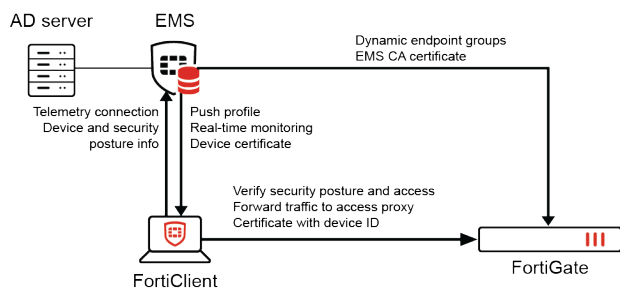 AD server
EMS
Dynamic endpoint groups
EMS CA certificate
Telemetry connection
Device and security
posture info
Push profile
Real-time monitoring
Device certificate
Verify security posture and access
Forward traffic to access proxy
Certificate with device ID
FortiClient
FortiGate